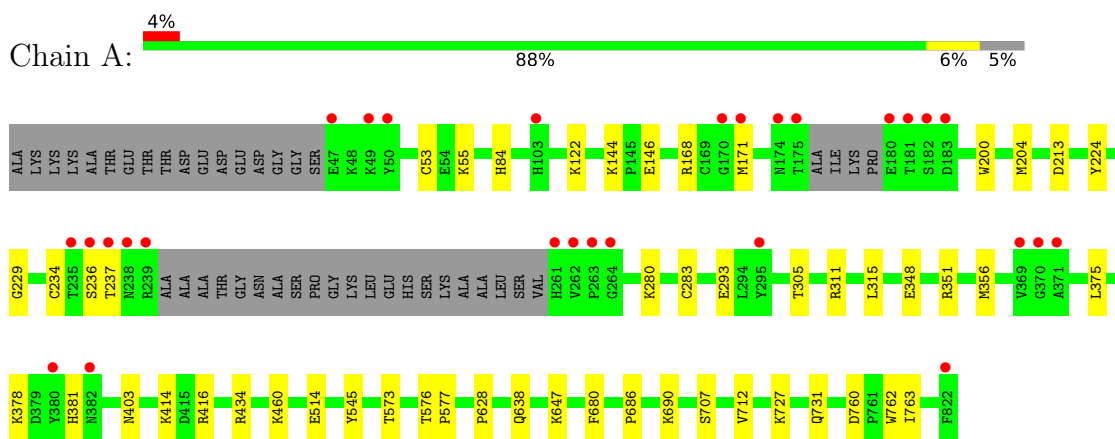 4%
Chain A:
88% 6% 5%
ALA LYS LYS LYS ALA THR GLU THR THR ASP GLU ASP GLU ASP GLY GLY SER E47 K48 K49 Y50 C53 E54 K55 H84 H103 K122 K144 P145 E146 R168 C169 G170 M171 N174 T175 ALA ILE LYS PRO E180 T181 S182 D183 W200 M204 D213 Y224
G229 C234 T235 S236 T237 N238 R239 ALA ALA ALA THR GLY ASN ALA SER PRO GLY LYS LEU GLU HIS SER LYS ALA ALA LEU SER VAL H261 V262 P263 G264 K280 C283 E293 L294 Y295 T305 R311 L315 E348 R351 M356 V369 G370 A371 L375
K378 D379 Y380 H381 N382 N403 K414 D415 R416 R434 K460 E514 Y545 T573 T576 P577 P628 Q638 K647 F680 P686 K690 S707 V712 K727 Q731 D760 P761 W762 I763 F822